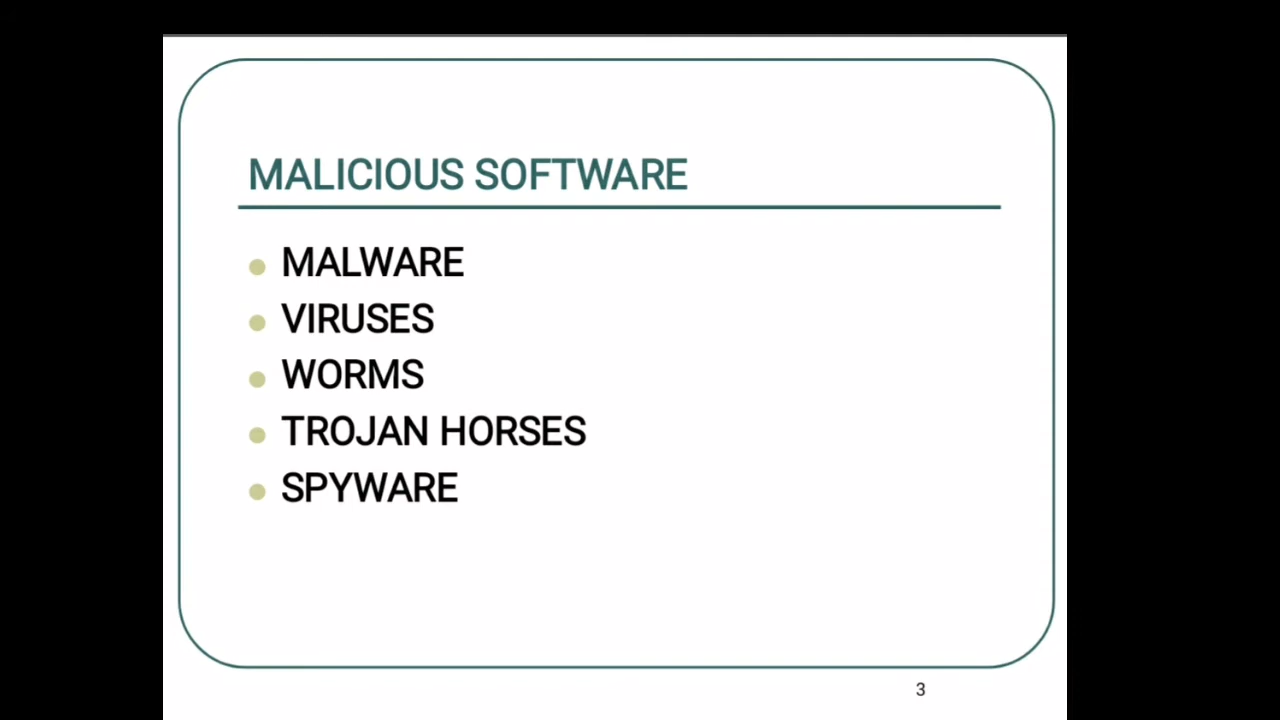 MALICIOUS SOFTWARE
MALWARE
VIRUSES
WORMS
TROJAN HORSES
SPYWARE
3